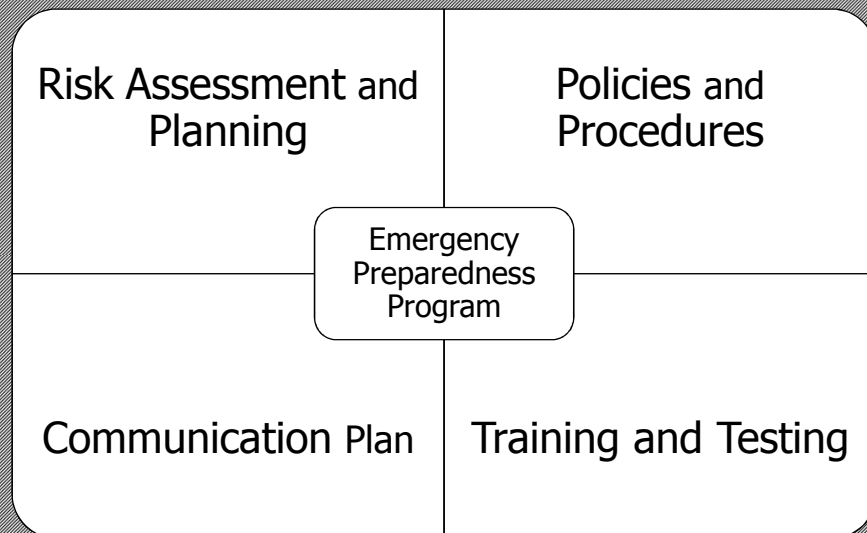 Risk Assessment and
Planning
Policies and
Procedures
Emergency
Preparedness
Program
Communication Plan
Training and Testing